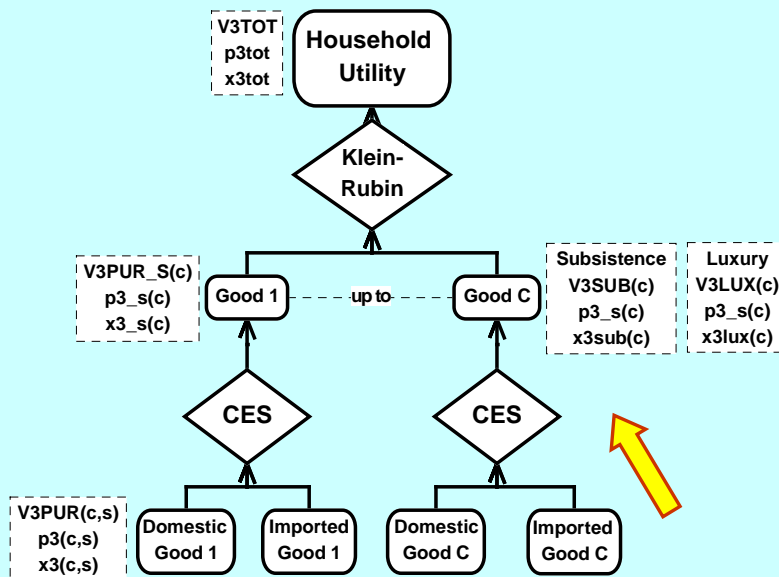 V3TOT
p3tot
x3tot
Household
Utility
Klein-
Rubin
V3PUR_S(c)
p3_s(c)
x3_s(c)
Good 1
up to
Good C
Subsistence
V3SUB(c)
p3_s(c)
x3sub(c)
Luxury
V3LUX(c)
p3_s(c)
x3lux(c)
CES
CES
V3PUR(c,s)
p3(c,s)
x3(c,s)
Domestic
Good 1
Imported
Good 1
Domestic
Good C
Imported
Good C